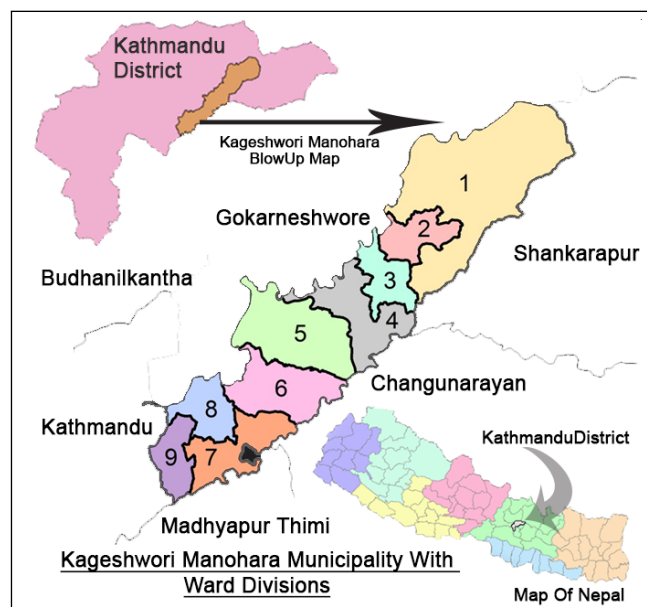 Kathmandu
District
Kageshwori Manohara
BlowUp Map
1
Gokarneshwore
2
Shankarapur
Budhanilkantha
3
4
5
Changunarayan
6
8
Kathmandu
9
7
KathmanduDistrict
Madhyapur Thimi
Kageshwori Manohara Municipality With
Ward Divisions
Map Of Nepal